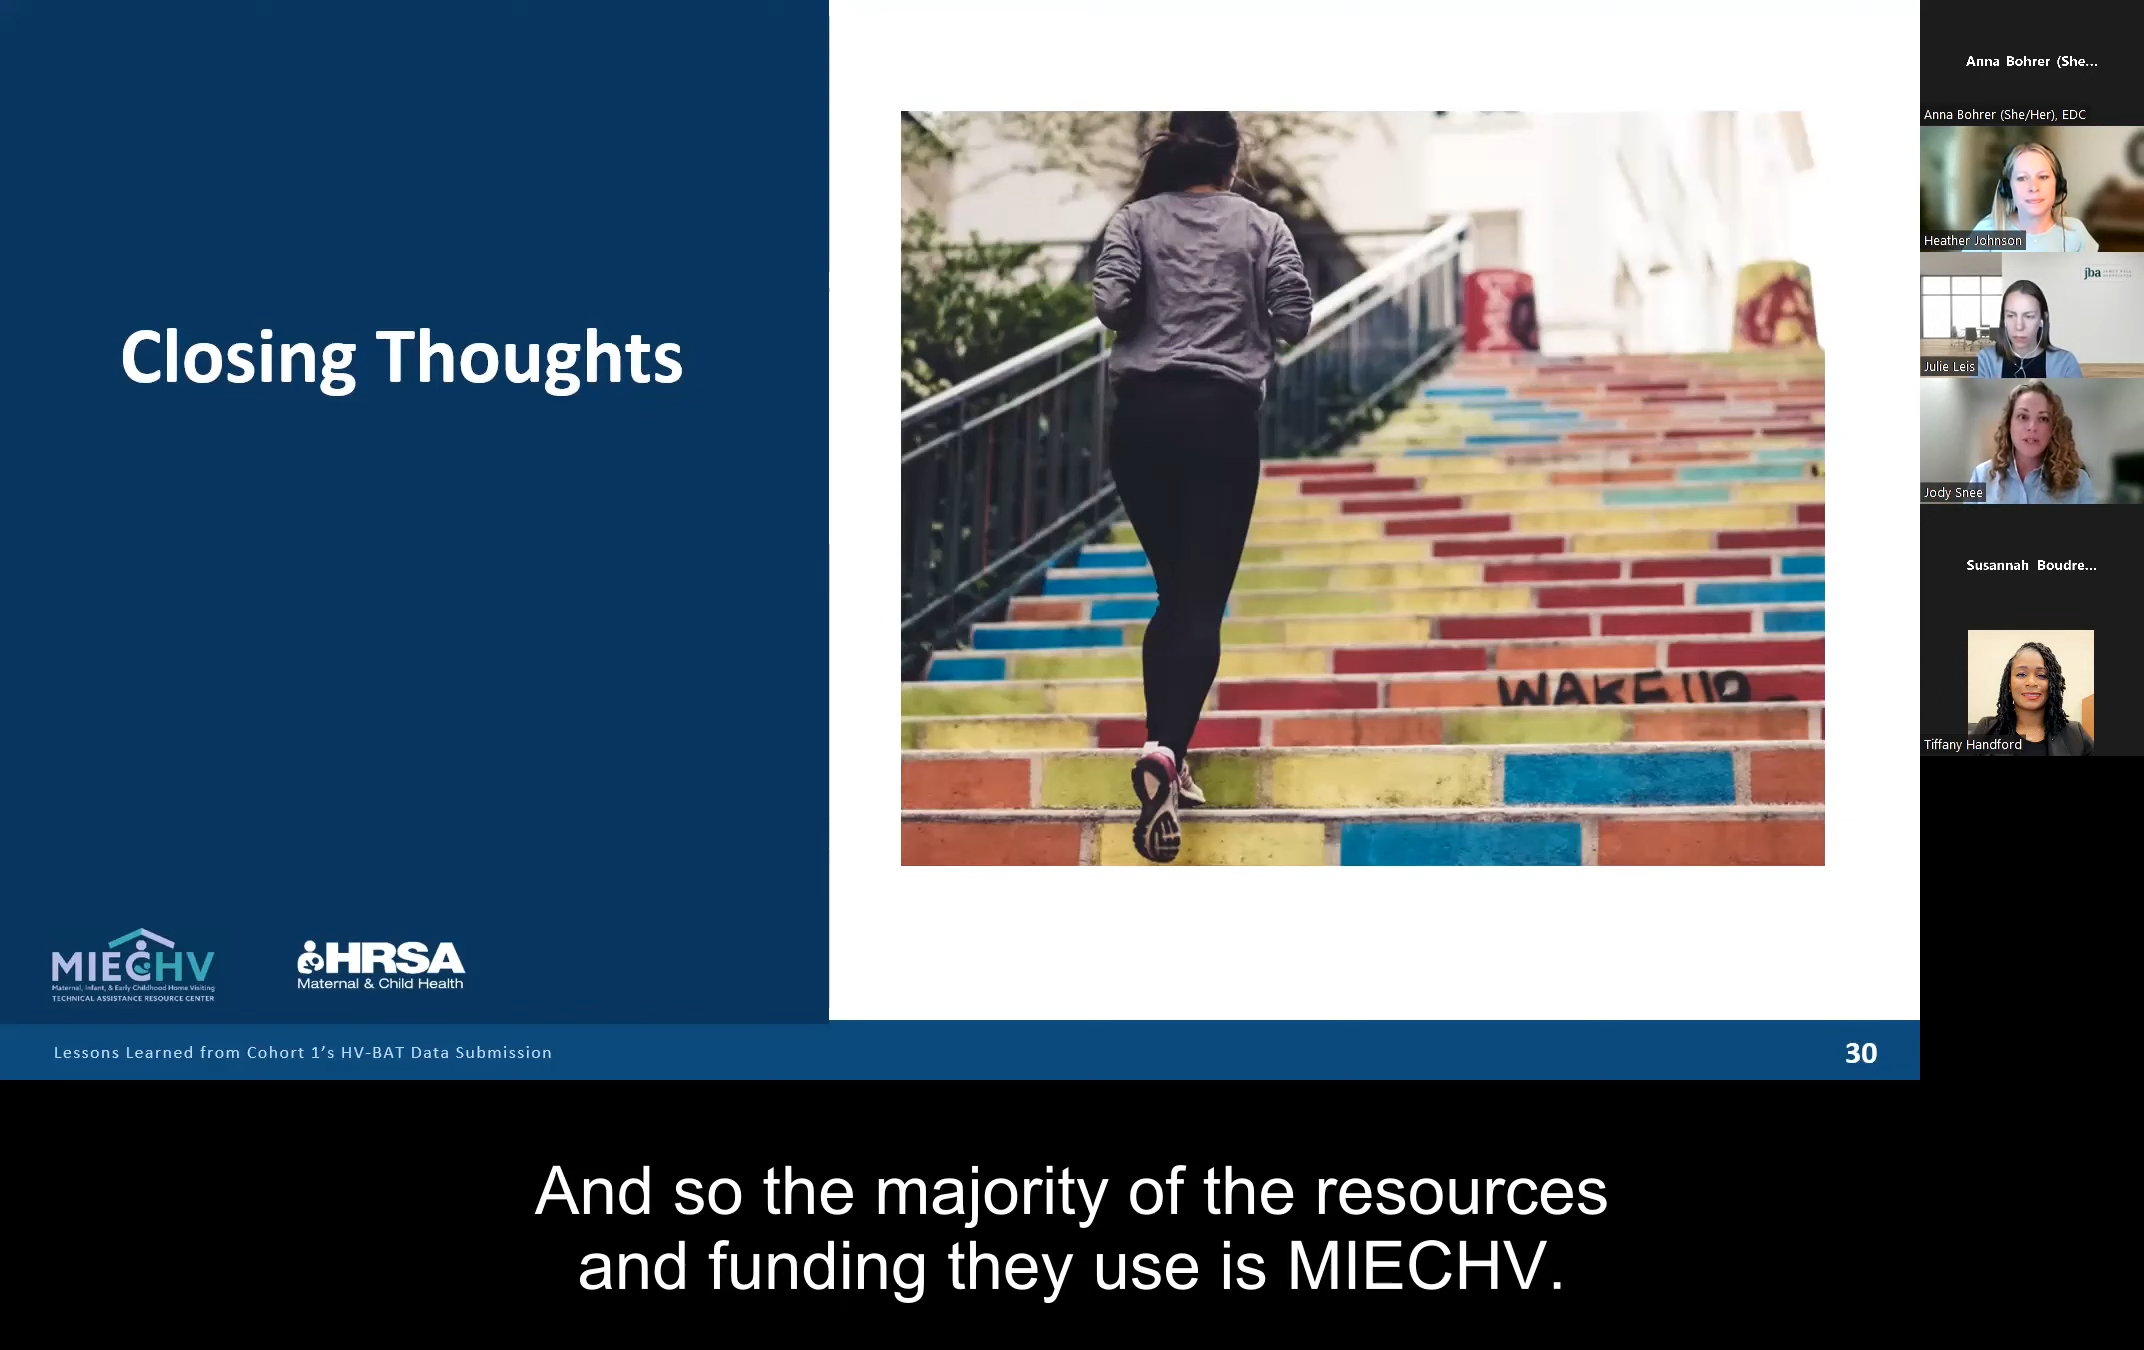 Closing Thoughts
WAKE UP
MIECHV
Maternal, Infant, & Early Childhood Home Visiting
TECHNICAL ASSISTANCE RESOURCE CENTER
HRSA
Maternal & Child Health
Lessons Learned from Cohort 1's HV-BAT Data Submission
30
Anna Bohrer (She...
Anna Bohrer (She/Her), EDC
Heather Johnson
jba
Julie Leis
Jody Snee
Susannah Boudre...
Tiffany Handford
And so the majority of the resources
and funding they use is MIECHV.